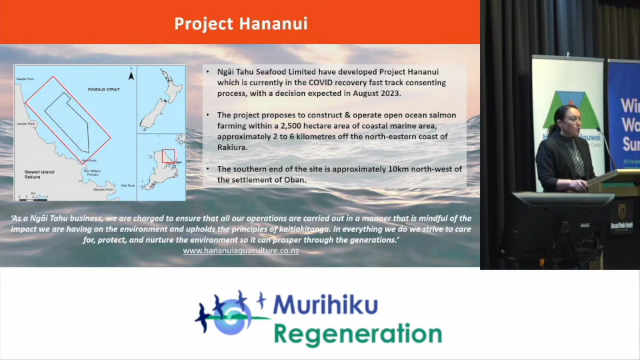 Project Hananui
• Ngāi Tahu Seafood Limited have developed Project Hananui
which is currently in the COVID recovery fast track consenting
process, with a decision expected in August 2023.
• The project proposes to construct & operate open ocean salmon
farming within a 2,500 hectare area of coastal marine area,
approximately 2 to 6 kilometres off the north-eastern coast of
Rakiura.
• The southern end of the site is approximately 10km north-west of
the settlement of Oban.
FOVEAUX STRAIT
Stewart Island/
Rakiura
'As a Ngāi Tahu business, we are charged to ensure that all our operations are carried out in a manner that is mindful of the
impact we are having on the environment and upholds the principles of kaitiakitanga. In everything we do we strive to care
for, protect, and nurture the environment so it can prosper through the generations.'
www.hananuiaquaculture.co.nz
Murihiku
Regeneration